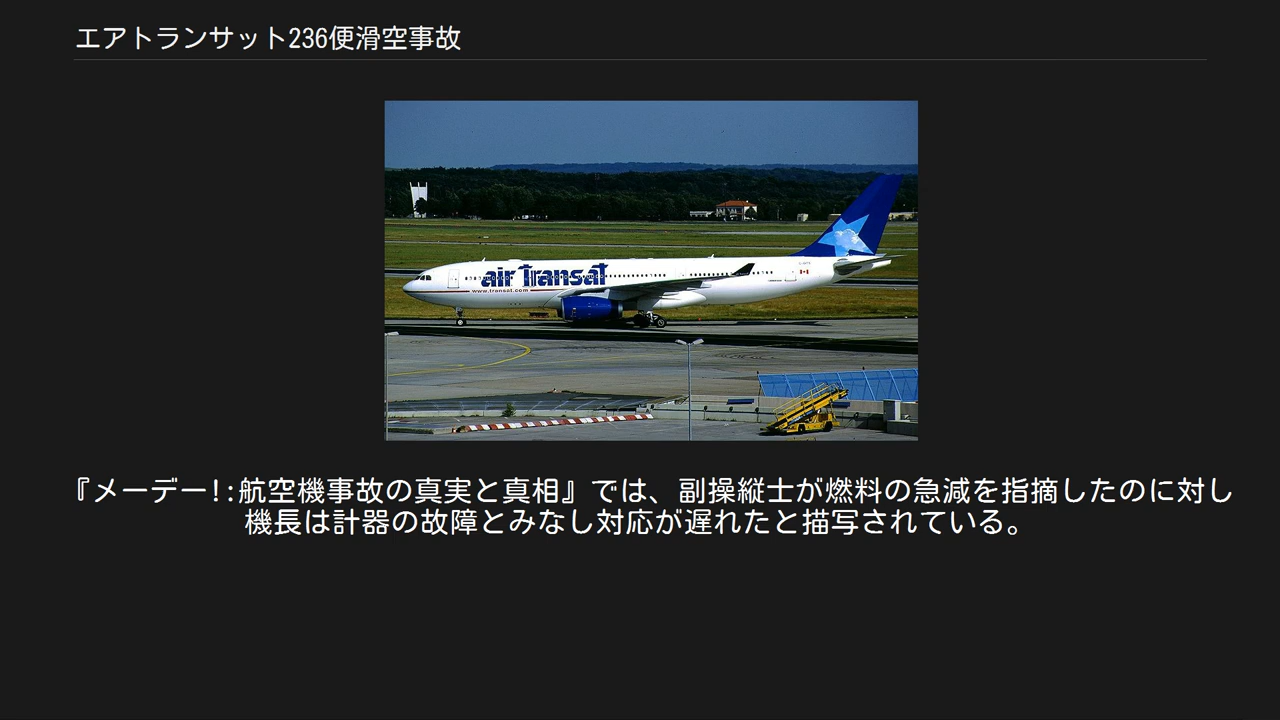 エアトランサット236便滑空事故
air transat
www.transat.com
『メーデー!:航空機事故の真実と真相』では、副操縦士が燃料の急減を指摘したのに対し
機長は計器の故障とみなし対応が遅れたと描写されている。